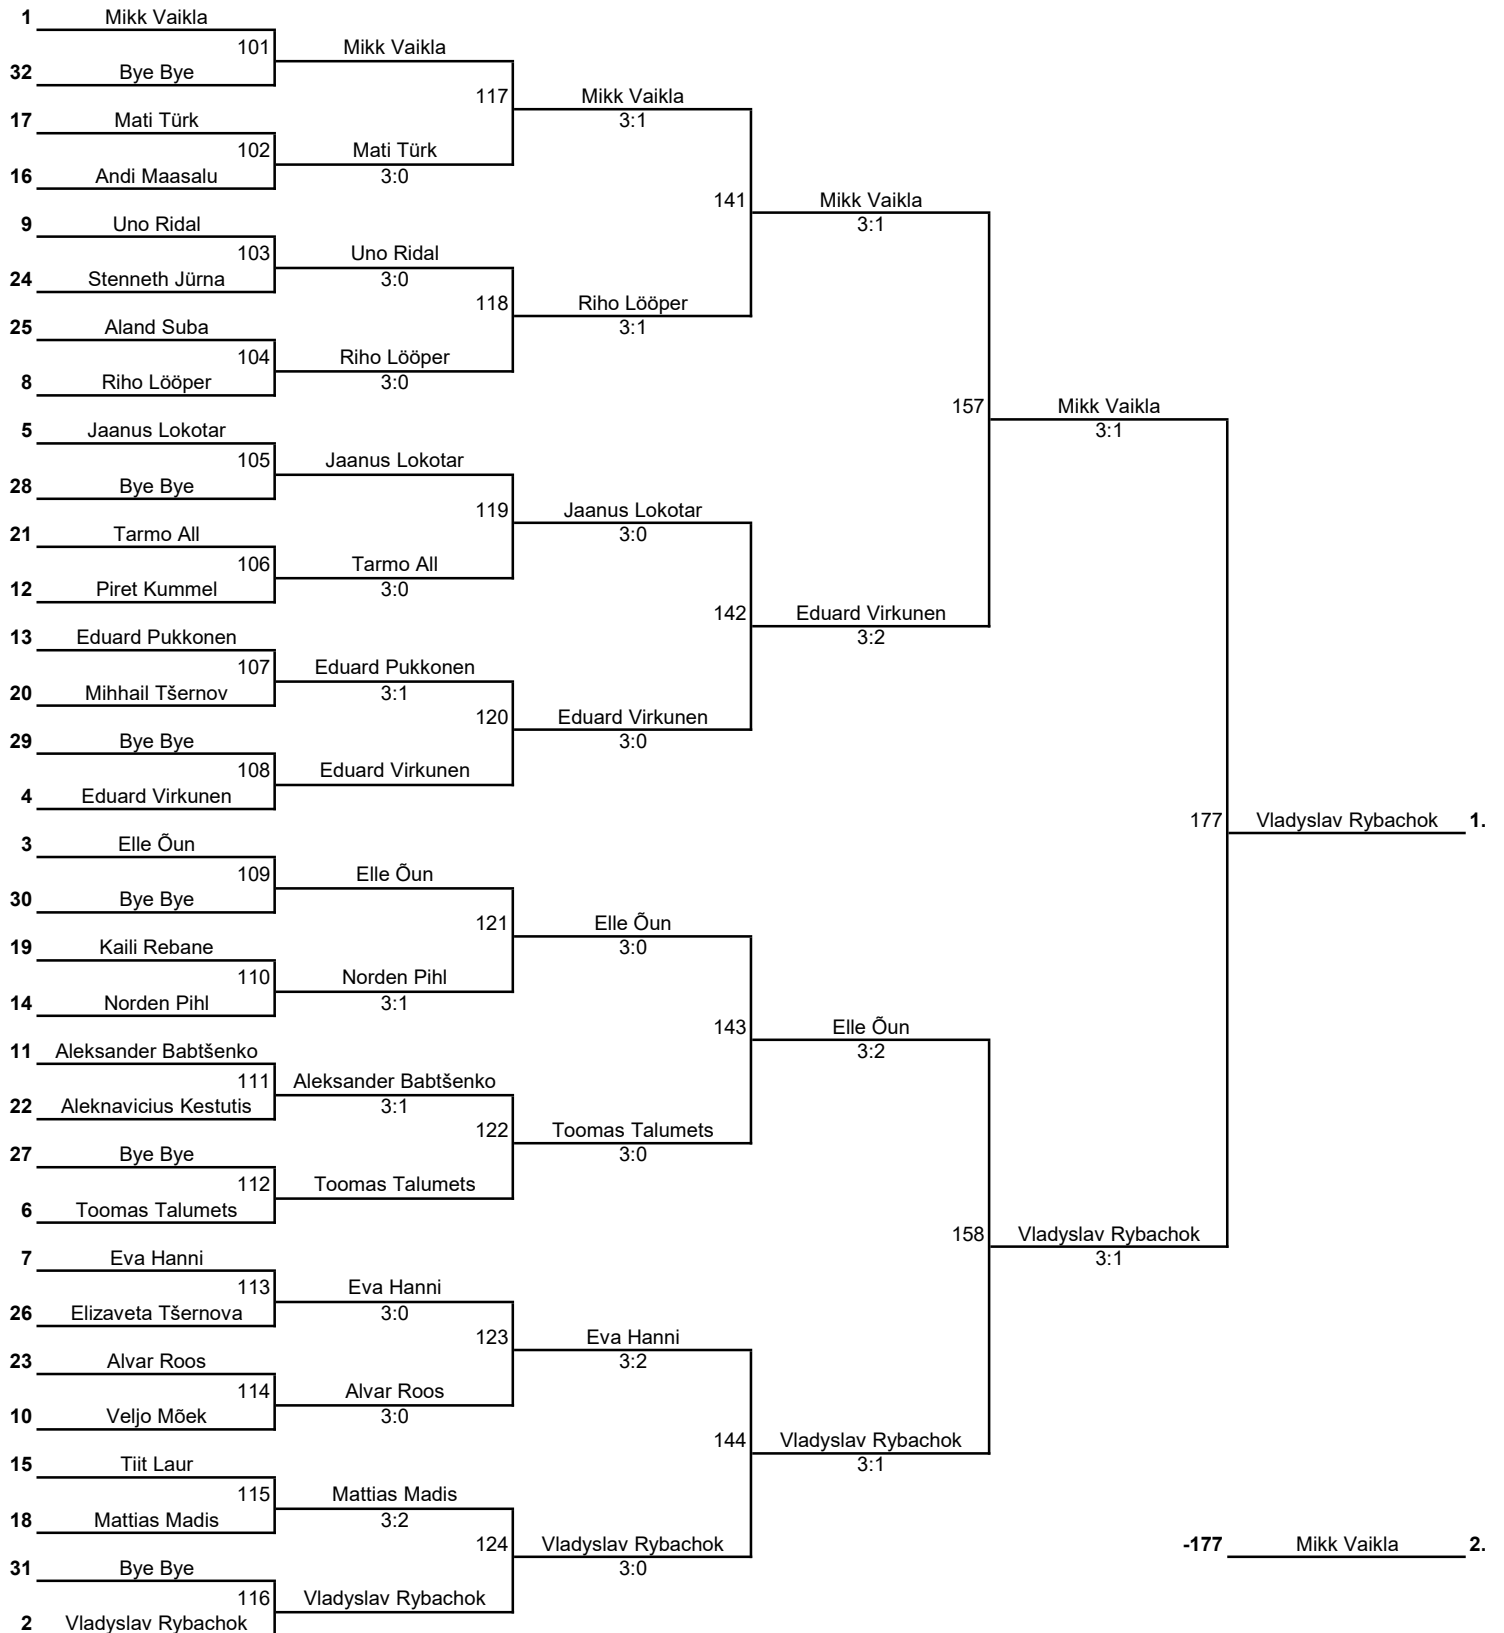 1 Mikk Vaikla
101 Mikk Vaikla
32 Bye Bye
117 Mikk Vaikla
3:1
17 Mati Türk
102 Mati Türk
3:0
16 Andi Maasalu
141 Mikk Vaikla
3:1
9 Uno Ridal
103 Uno Ridal
3:0
24 Stenneth Jürna
118 Riho Lööper
3:1
25 Aland Suba
104 Riho Lööper
3:0
8 Riho Lööper
157 Mikk Vaikla
3:1
5 Jaanus Lokotar
105 Jaanus Lokotar
28 Bye Bye
119 Jaanus Lokotar
3:0
21 Tarmo All
106 Tarmo All
3:0
12 Piret Kummel
142 Eduard Virkunen
3:2
13 Eduard Pukkonen
107 Eduard Pukkonen
3:1
20 Mihhail Tšernov
120 Eduard Virkunen
3:0
29 Bye Bye
108 Eduard Virkunen
4 Eduard Virkunen
177 Vladyslav Rybachok 1.
3 Elle Õun
109 Elle Õun
30 Bye Bye
121 Elle Õun
3:0
19 Kaili Rebane
110 Norden Pihl
3:1
14 Norden Pihl
143 Elle Õun
3:2
11 Aleksander Babtšenko
111 Aleksander Babtšenko
3:1
22 Aleknavicius Kestutis
122 Toomas Talumets
3:0
27 Bye Bye
112 Toomas Talumets
6 Toomas Talumets
158 Vladyslav Rybachok
3:1
7 Eva Hanni
113 Eva Hanni
3:0
26 Elizaveta Tšernova
123 Eva Hanni
3:2
23 Alvar Roos
114 Alvar Roos
3:0
10 Veljo Mõek
144 Vladyslav Rybachok
3:1
15 Tiit Laur
115 Mattias Madis
3:2
18 Mattias Madis
124 Vladyslav Rybachok
3:0
-177 Mikk Vaikla 2.
31 Bye Bye
116 Vladyslav Rybachok
2 Vladyslav Rybachok